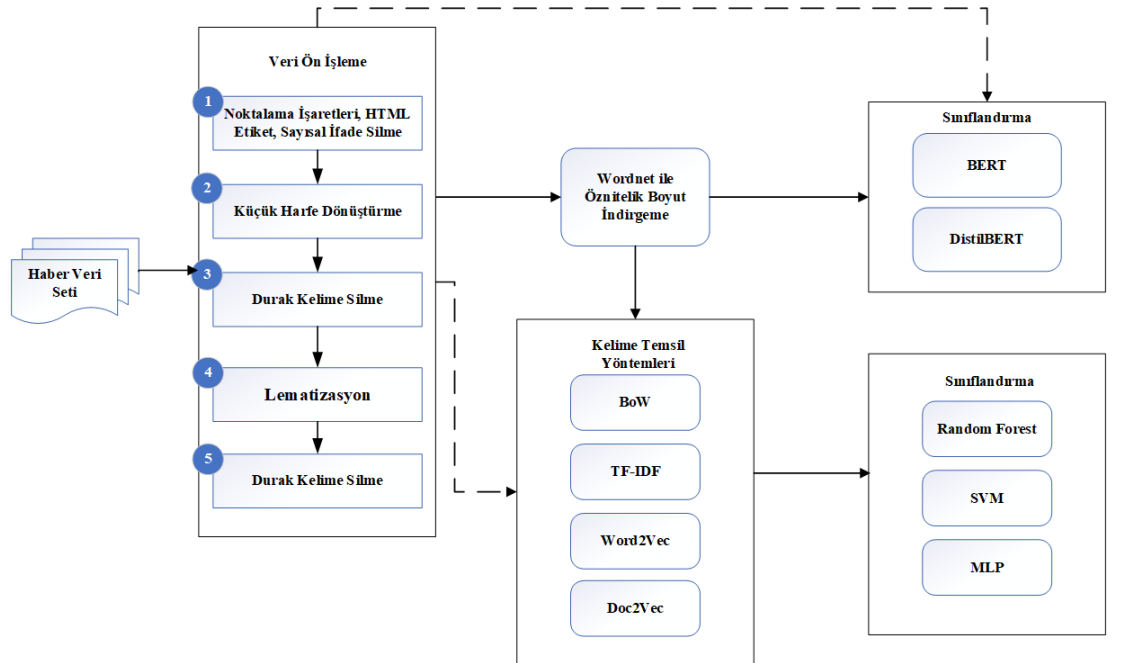 Haber Veri
Seti
Veri Ön İşleme
1
Noktalama İşaretleri, HTML
Etiket, Sayısal İfade Silme
2
Küçük Harfe Dönüştürme
3
Durak Kelime Silme
4
Lematizasyon
5
Durak Kelime Silme
Wordnet ile
Öznitelik Boyut
İndirgeme
Kelime Temsil
Yöntemleri
BoW
TF-IDF
Word2Vec
Doc2Vec
Sınıflandırma
BERT
DistilBERT
Sınıflandırma
Random Forest
SVM
MLP